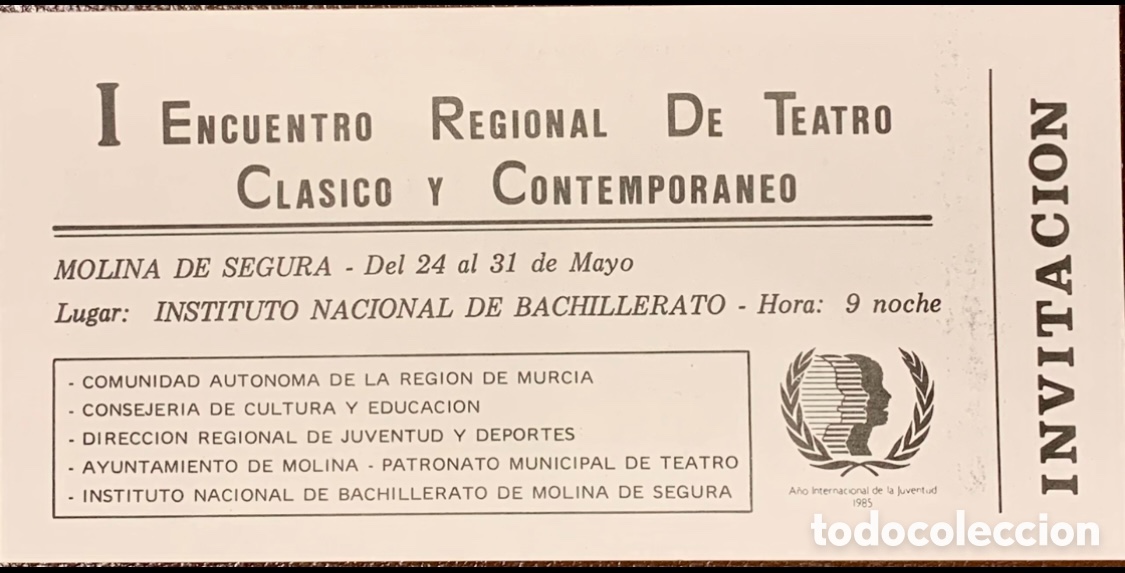 I ENCUENTRO REGIONAL DE TEATRO
CLASICO Y CONTEMPORANEO
MOLINA DE SEGURA - Del 24 al 31 de Mayo
Lugar: INSTITUTO NACIONAL DE BACHILLERATO - Hora: 9 noche
- COMUNIDAD AUTONOMA DE LA REGION DE MURCIA
- CONSEJERIA DE CULTURA Y EDUCACION
- DIRECCION REGIONAL DE JUVENTUD Y DEPORTES
- AYUNTAMIENTO DE MOLINA - PATRONATO MUNICIPAL DE TEATRO
- INSTITUTO NACIONAL DE BACHILLERATO DE MOLINA DE SEGURA
Año Internacional de la Juventud
1985
INVITACION
todocoleccion